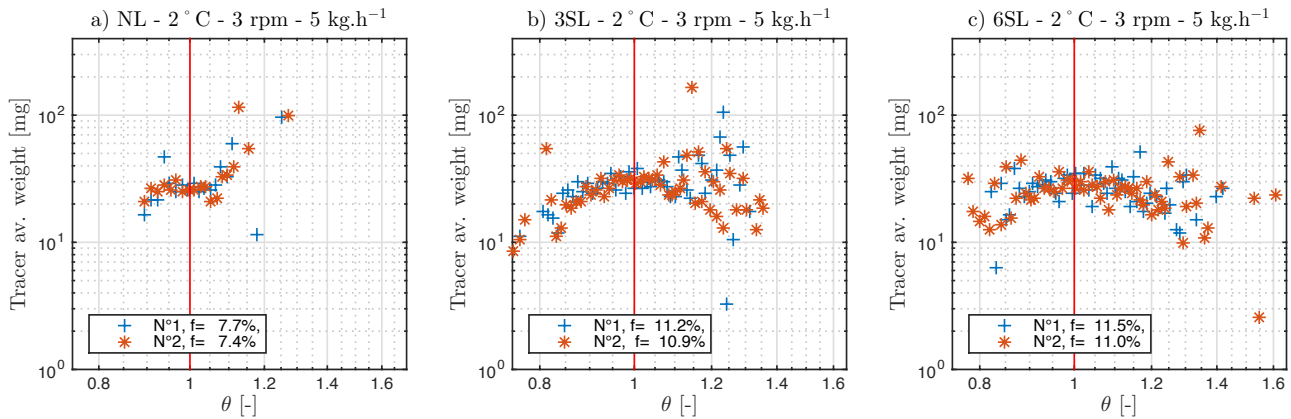 a) NL - 2°C - 3 rpm - 5 kg.h⁻¹
Tracer av. weight [mg]
10²
10¹
10⁰
N°1, f= 7.7%,
N°2, f= 7.4%
0.8 1 1.2 1.4 1.6
θ [-]
b) 3SL - 2°C - 3 rpm - 5 kg.h⁻¹
Tracer av. weight [mg]
10²
10¹
10⁰
N°1, f= 11.2%,
N°2, f= 10.9%
0.8 1 1.2 1.4 1.6
θ [-]
c) 6SL - 2°C - 3 rpm - 5 kg.h⁻¹
Tracer av. weight [mg]
10²
10¹
10⁰
N°1, f= 11.5%,
N°2, f= 11.0%
0.8 1 1.2 1.4 1.6
θ [-]